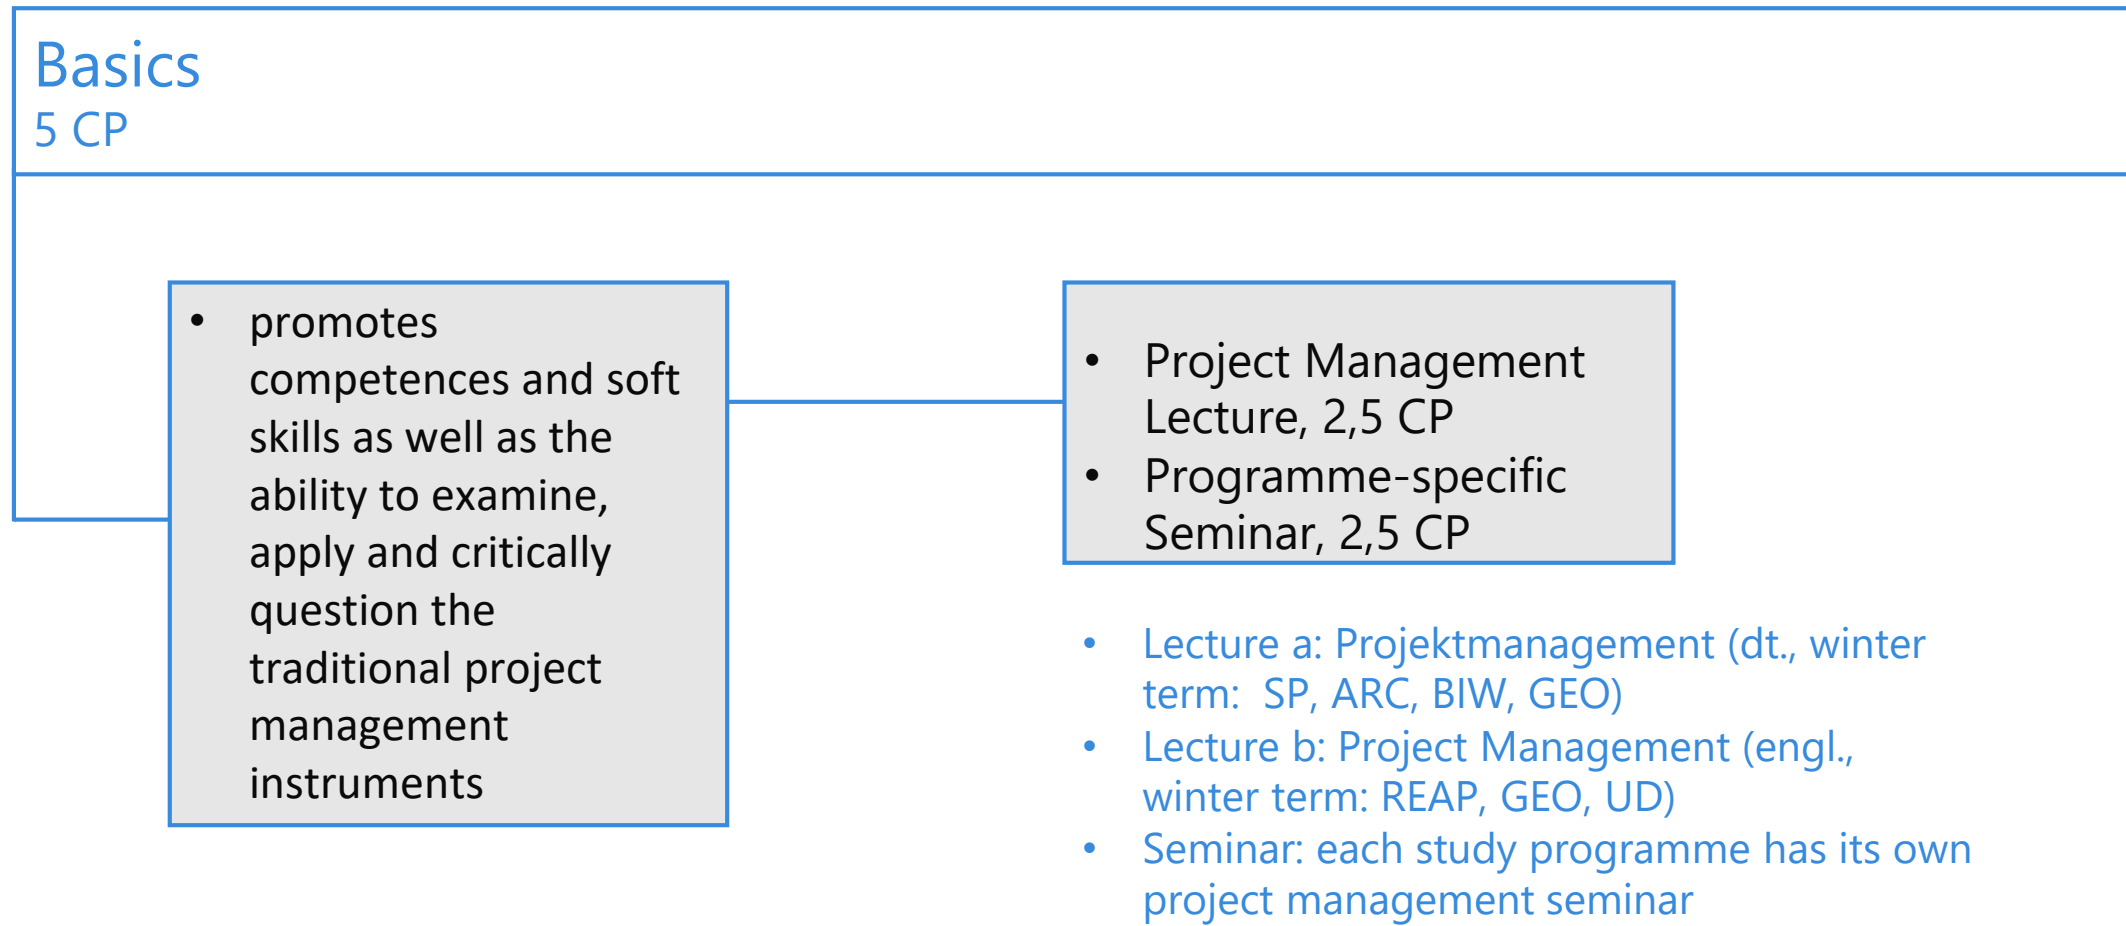 Basics
5 CP
• promotes
competences and soft
skills as well as the
ability to examine,
apply and critically
question the
traditional project
management
instruments
• Project Management
Lecture, 2,5 CP
• Programme-specific
Seminar, 2,5 CP
• Lecture a: Projektmanagement (dt., winter
term:  SP, ARC, BIW, GEO)
• Lecture b: Project Management (engl.,
winter term: REAP, GEO, UD)
• Seminar: each study programme has its own
project management seminar